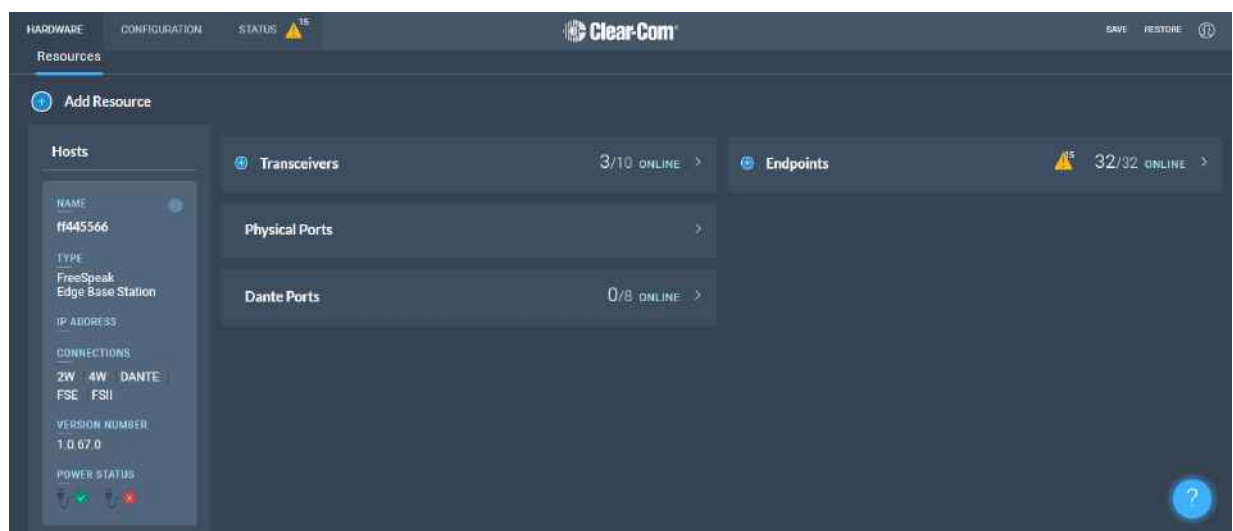 HARDWARE CONFIGURATION STATUS 15 Clear-Com® SAVE RESTORE
Resources
Add Resource
Hosts
NAME
ff445566
TYPE
FreeSpeak
Edge Base Station
IP ADDRESS
CONNECTIONS
2W 4W DANTE
FSE FSII
VERSION NUMBER
1.0.67.0
POWER STATUS
Transceivers 3/10 ONLINE >
Physical Ports >
Dante Ports 0/8 ONLINE >
Endpoints 15 32/32 ONLINE >
?